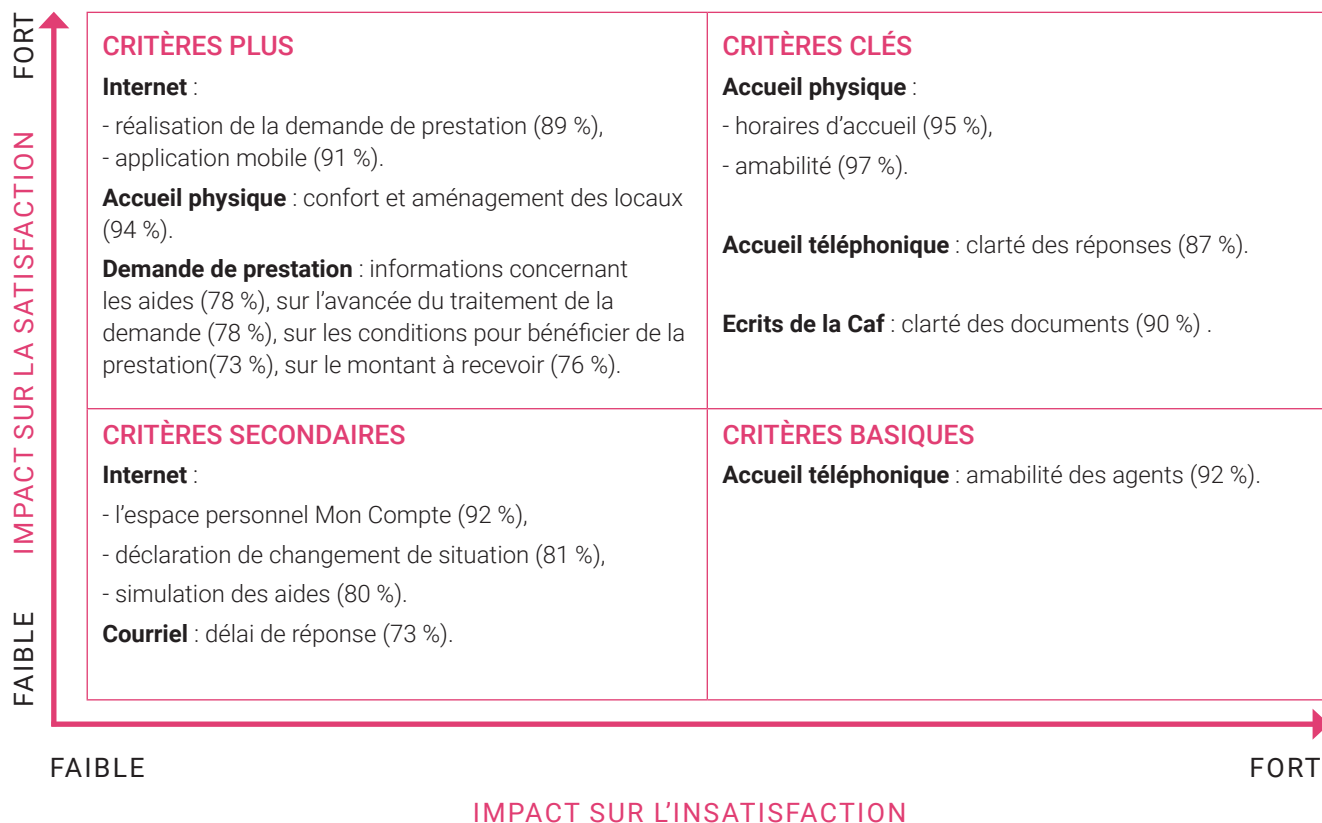 FORT
IMPACT SUR LA SATISFACTION
FAIBLE
CRITÈRES PLUS
Internet :
- réalisation de la demande de prestation (89 %),
- application mobile (91 %).
Accueil physique : confort et aménagement des locaux
(94 %).
Demande de prestation : informations concernant
les aides (78 %), sur l’avancée du traitement de la
demande (78 %), sur les conditions pour bénéficier de la
prestation(73 %), sur le montant à recevoir (76 %).
CRITÈRES CLÉS
Accueil physique :
- horaires d’accueil (95 %),
- amabilité (97 %).
Accueil téléphonique : clarté des réponses (87 %).
Ecrits de la Caf : clarté des documents (90 %) .
CRITÈRES SECONDAIRES
Internet :
- l’espace personnel Mon Compte (92 %),
- déclaration de changement de situation (81 %),
- simulation des aides (80 %).
Courriel : délai de réponse (73 %).
CRITÈRES BASIQUES
Accueil téléphonique : amabilité des agents (92 %).
FAIBLE
FORT
IMPACT SUR L’INSATISFACTION